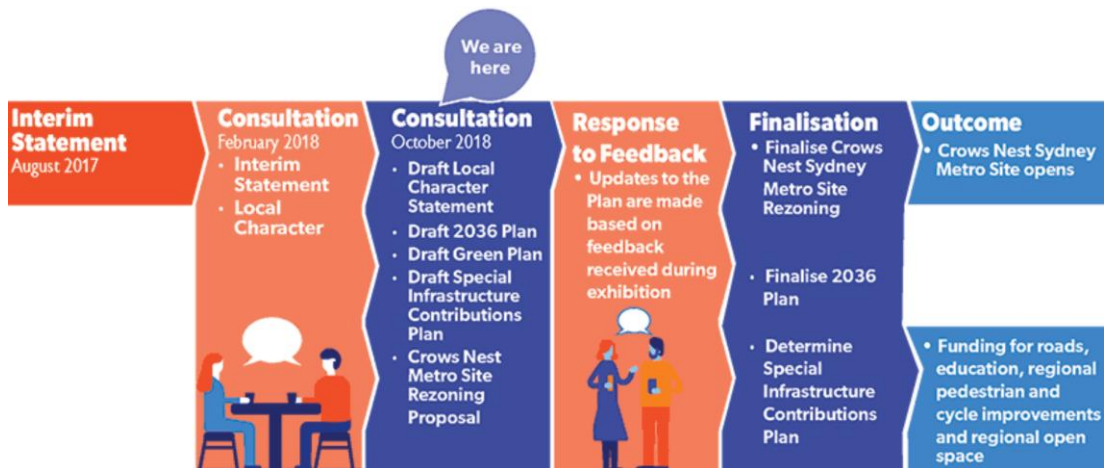 We are
here
Interim
Statement
August 2017
Consultation
February 2018
• Interim
Statement
• Local
Character
Consultation
October 2018
• Draft Local
Character
Statement
• Draft 2036 Plan
• Draft Green Plan
• Draft Special
Infrastructure
Contributions
Plan
• Crows Nest
Metro Site
Rezoning
Proposal
Response
to Feedback
• Updates to the
Plan are made
based on
feedback
received during
exhibition
Finalisation
• Finalise Crows
Nest Sydney
Metro Site
Rezoning
• Finalise 2036
Plan
• Determine
Special
Infrastructure
Contributions
Plan
Outcome
• Crows Nest Sydney
Metro Site opens
• Funding for roads,
education, regional
pedestrian and
cycle improvements
and regional open
space